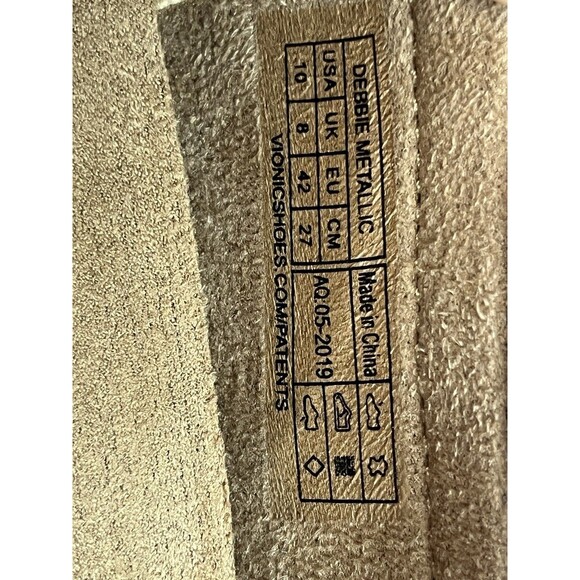 DEBBIE METALLIC Made in China
USA UK EU CM AQ.05-2019
10 8 42 27
VIONICSHOES.COM/PATENTS